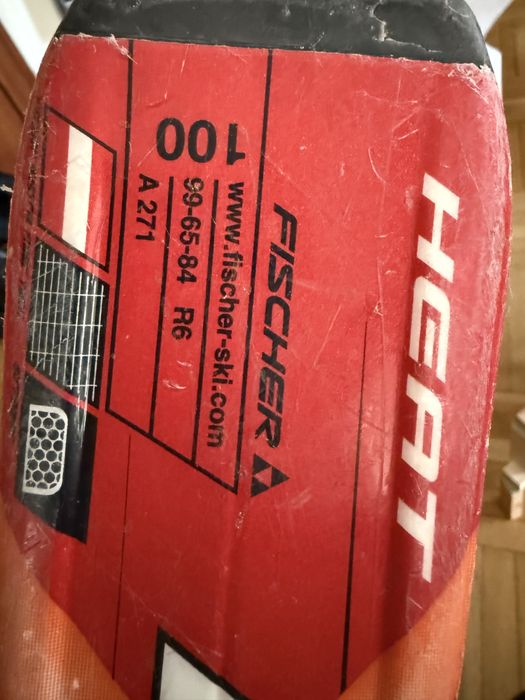 HEAT
FISCHER
100
www.fischer-ski.com
99-65-84 R6
A 271